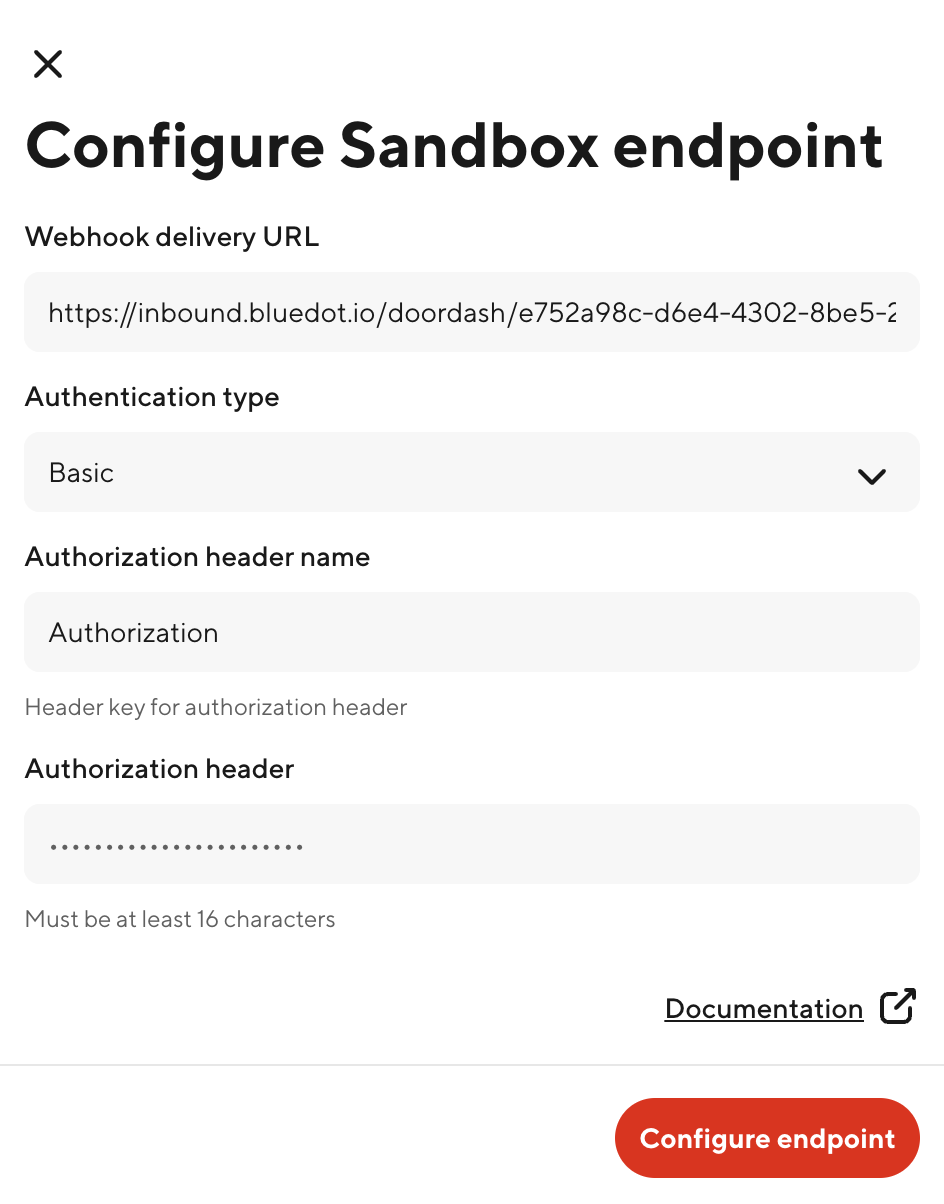 Configure Sandbox endpoint
Webhook delivery URL
https://inbound.bluedot.io/doordash/e752a98c-d6e4-4302-8be5-2
Authentication type
Basic
Authorization header name
Authorization
Header key for authorization header
Authorization header
•••••••••••••••••••••••
Must be at least 16 characters
Documentation
Configure endpoint